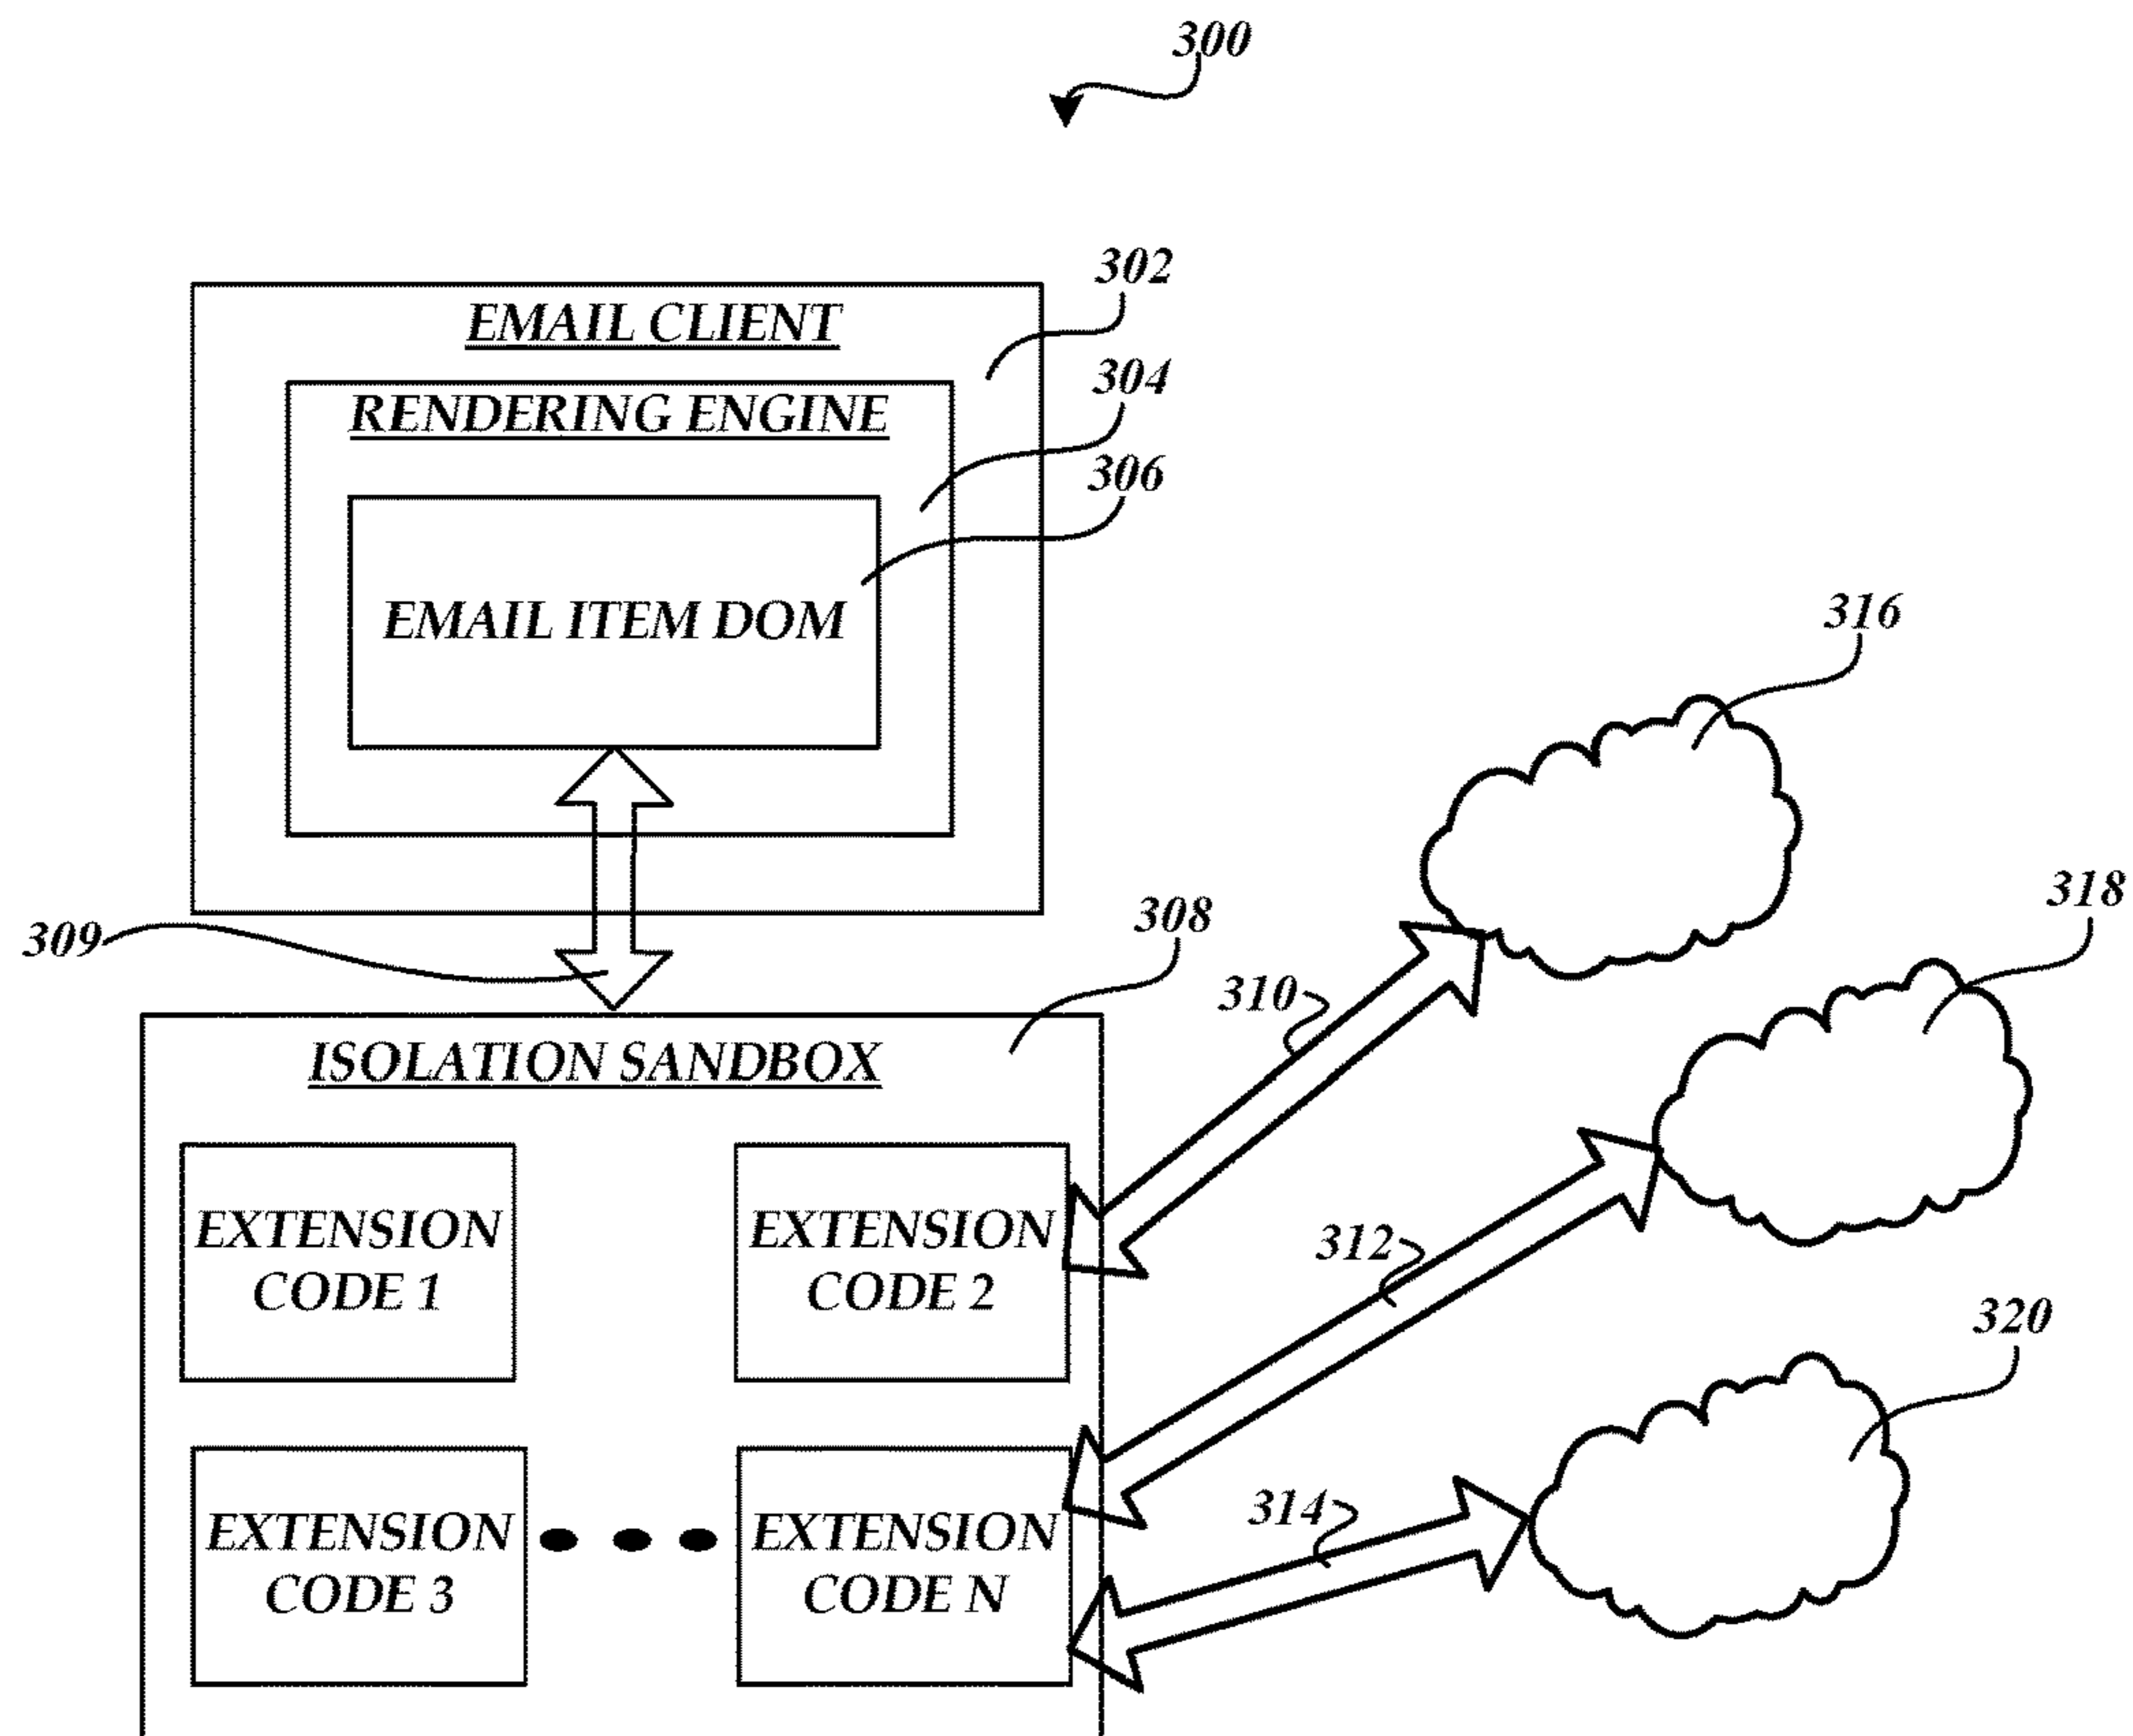 300
302
EMAIL CLIENT
304
RENDERING ENGINE
306
EMAIL ITEM DOM
316
318
309
308
310
ISOLATION SANDBOX
EXTENSION
CODE 1
EXTENSION
CODE 2
312
320
EXTENSION
CODE 3
EXTENSION
CODE N
314